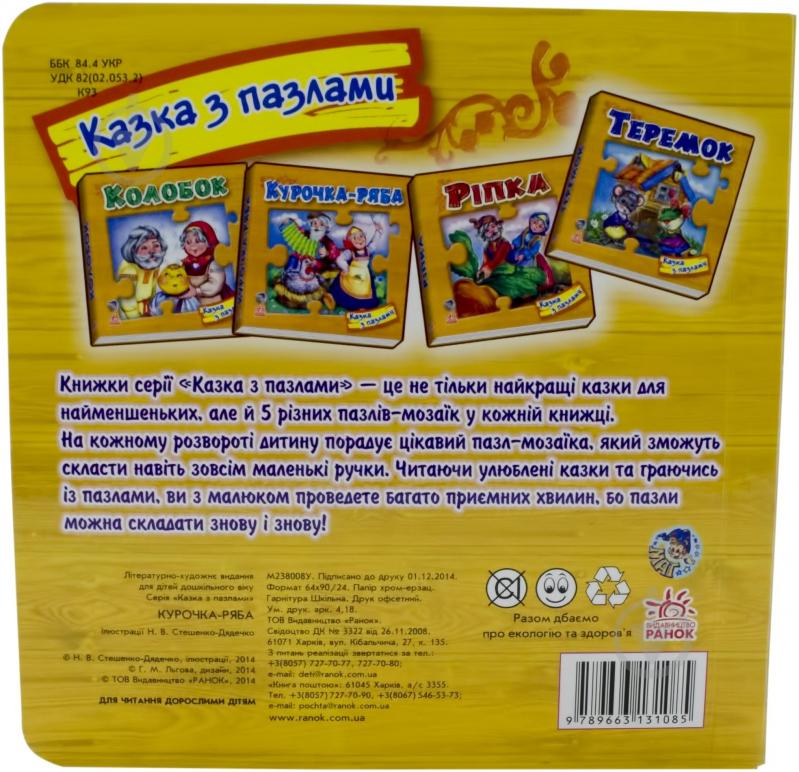 ББК 84.4 УКР
УДК 82(02.053.2)
К93
Казка з пазлами
КОЛОБОК
КУРОЧКА-РЯБА
РІПКА
ТЕРЕМОК
Казка з пазлами
Казка з пазлами
Казка з пазлами
Казка з пазлами
Книжки серії «Казка з пазлами» — це не тільки найкращі казки для
найменшеньких, але й 5 різних пазлів-мозаїк у кожній книжці.
На кожному розвороті дитину порадує цікавий пазл-мозаїка, який зможуть
скласти навіть зовсім маленькі ручки. Читаючи улюблені казки та граючись
із пазлами, ви з малюком проведете багато приємних хвилин, бо пазли
можна складати знову і знову!
Літературно-художнє видання
для дітей дошкільного віку
Серія «Казка з пазлами»
КУРОЧКА-РЯБА
Ілюстрації Н. В. Стешенко-Дядечко
© Н. В. Стешенко-Дядечко, ілюстрації, 2014
© Г. М. Льгова, дизайн, 2014
© ТОВ Видавництво «РАНОК», 2014
ДЛЯ ЧИТАННЯ ДОРОСЛИМИ ДІТЯМ
М238008У. Підписано до друку 01.12.2014.
Формат 64х90/24. Папір хром-ерзац.
Гарнітура Шкільна. Друк офсетний.
Ум. друк. арк. 4,18.
ТОВ Видавництво «Ранок».
Свідоцтво ДК № 3322 від 26.11.2008.
61071 Харків, вул. Кібальчича, 27, к. 135.
З питань реалізації звертатися за тел.:
+3(8057) 727-70-77, 727-70-80;
e-mail: detr@ranok.com.ua
«Книга поштою»: 61045 Харків, а/с 3355.
Тел. +3(8057)727-70-90, +3(8067) 546-53-73;
e-mail: pochta@ranok.com.ua
www.ranok.com.ua
МАГ
Разом дбаємо
про екологію та здоров'я
ВИДАВНИЦТВО
РАНОК
9 789663 131085